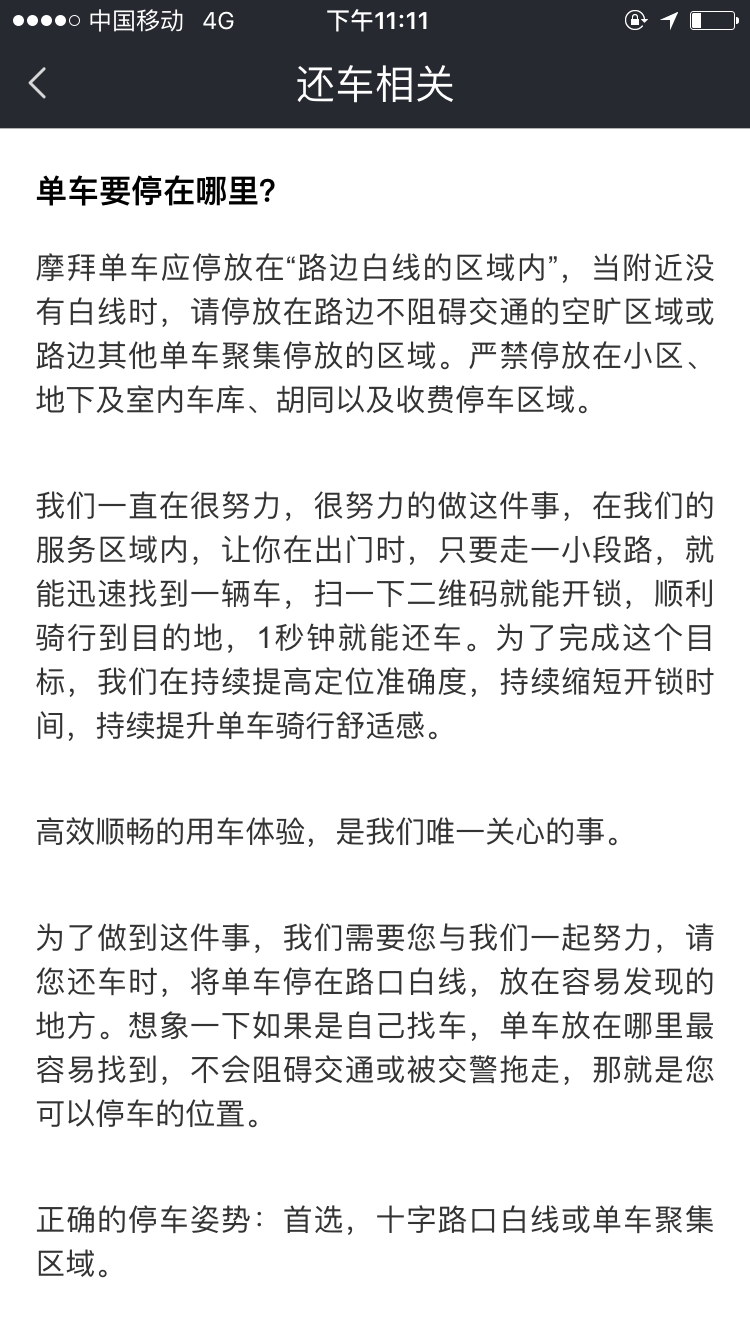 中国移动 4G 下午11:11
还车相关
单车要停在哪里?
摩拜单车应停放在“路边白线的区域内”，当附近没
有白线时，请停放在路边不阻碍交通的空旷区域或
路边其他单车聚集停放的区域。严禁停放在小区、
地下及室内车库、胡同以及收费停车区域。
我们一直在很努力，很努力的做这件事，在我们的
服务区域内，让你在出门时，只要走一小段路，就
能迅速找到一辆车，扫一下二维码就能开锁，顺利
骑行到目的地，1秒钟就能还车。为了完成这个目
标，我们在持续提高定位准确度，持续缩短开锁时
间，持续提升单车骑行舒适感。
高效顺畅的用车体验，是我们唯一关心的事。
为了做到这件事，我们需要您与我们一起努力，请
您还车时，将单车停在路口白线，放在容易发现的
地方。想象一下如果是自己找车，单车放在哪里最
容易找到，不会阻碍交通或被交警拖走，那就是您
可以停车的位置。
正确的停车姿势：首选，十字路口白线或单车聚集
区域。